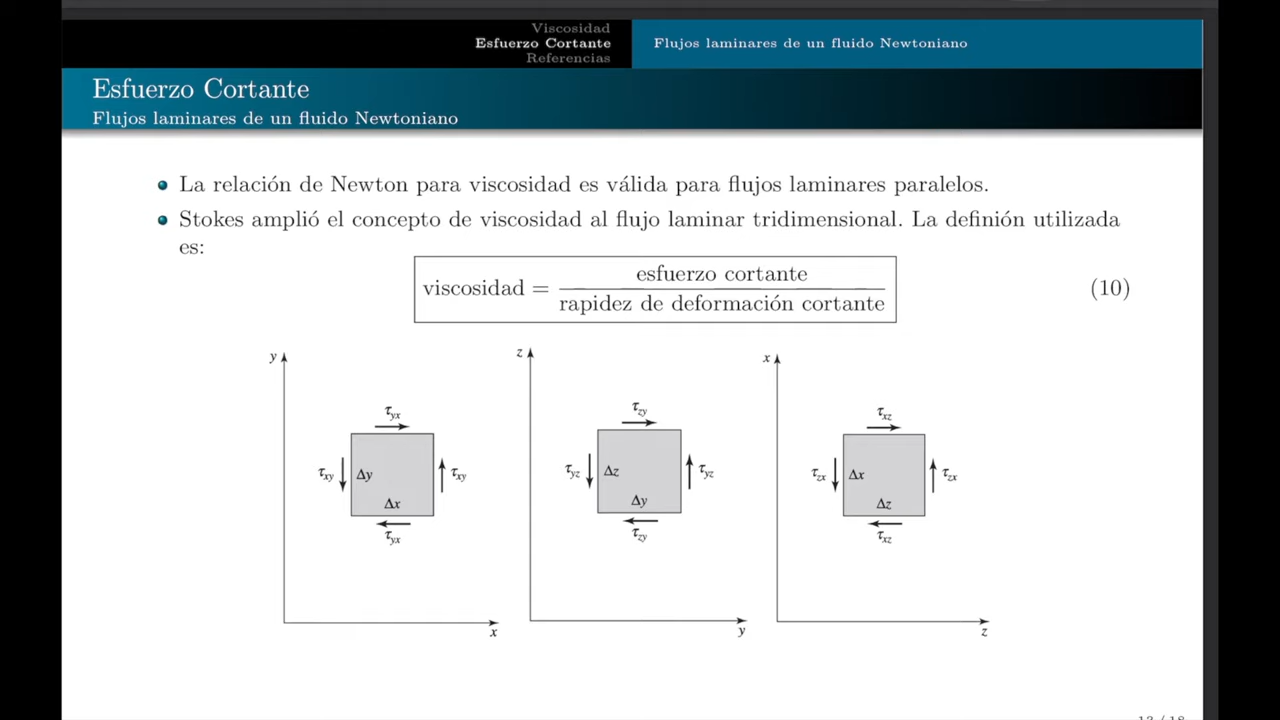 Viscosidad
Esfuerzo Cortante
Referencias
Flujos laminares de un fluido Newtoniano
Esfuerzo Cortante
Flujos laminares de un fluido Newtoniano
La relación de Newton para viscosidad es válida para flujos laminares paralelos.
Stokes amplió el concepto de viscosidad al flujo laminar tridimensional. La definión utilizada
es:
viscosidad = esfuerzo cortante / rapidez de deformación cortante (10)
y
τyx
τxy Δy τxy
Δx
τyx
x
z
τzy
τyz Δz τyz
Δy
τzy
y
x
τxz
τzx Δx τzx
Δz
τxz
z